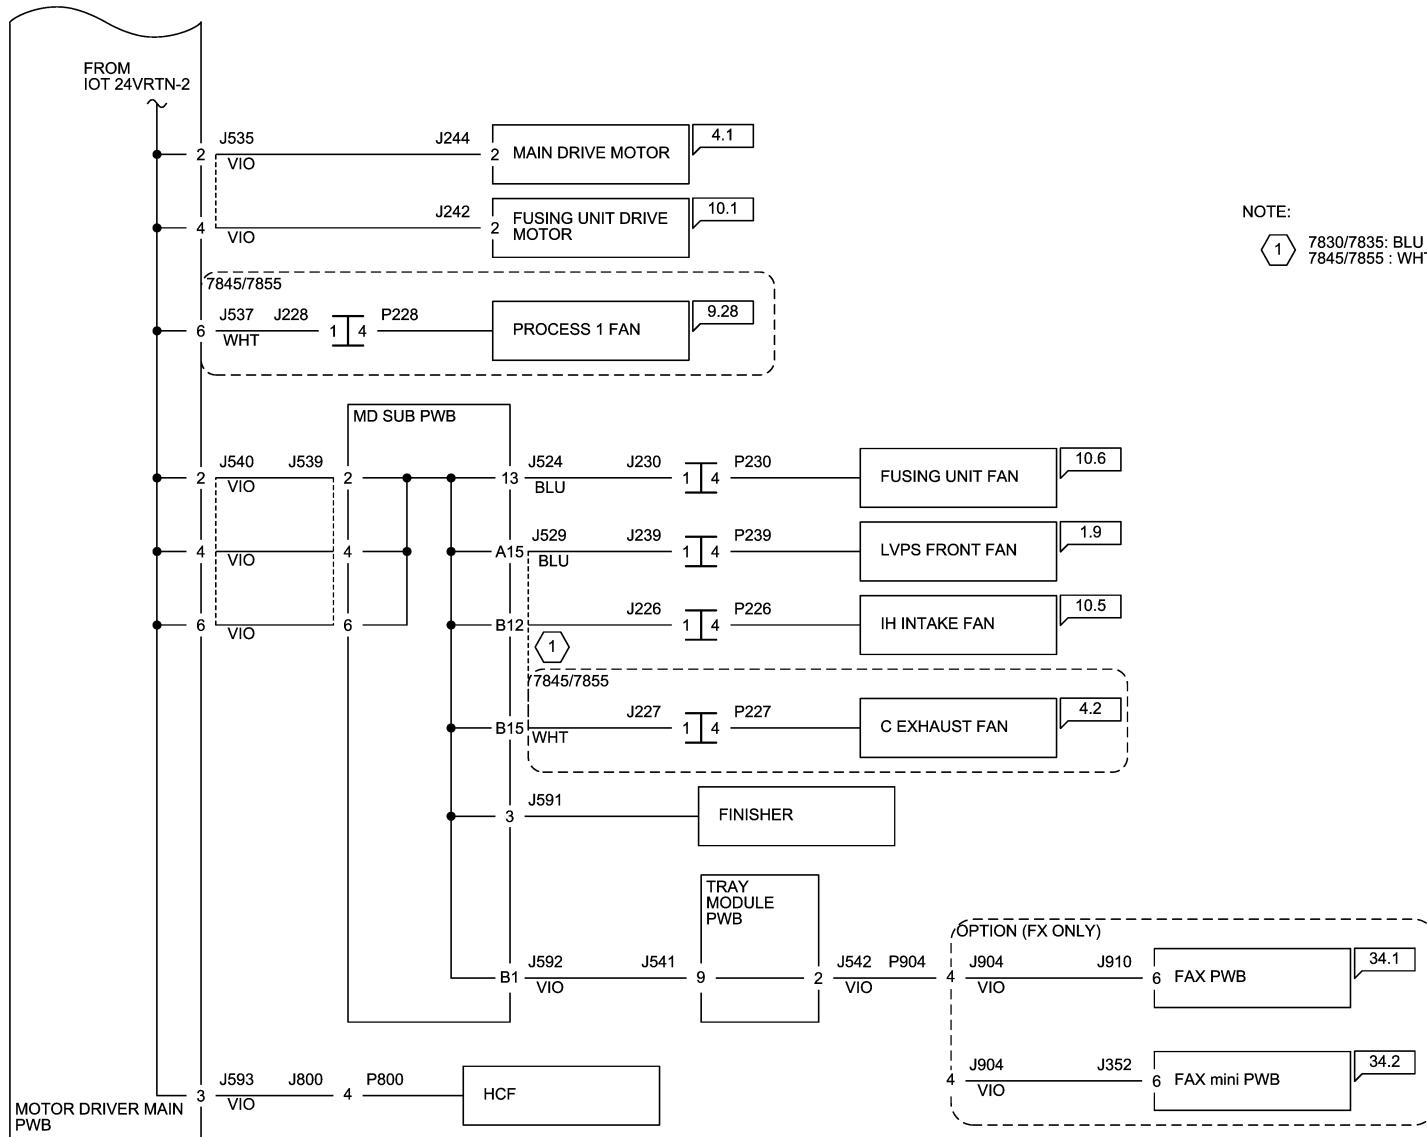 FROM
IOT 24VRTN-2
2 J535 VIO J244 2 MAIN DRIVE MOTOR 4.1
4 VIO J242 2 FUSING UNIT DRIVE
MOTOR 10.1
NOTE:
1 7830/7835: BLU
7845/7855 : WHT
7845/7855
6 J537 WHT J228 1 4 P228 PROCESS 1 FAN 9.28
MD SUB PWB
2 J540 VIO J539 2 13 J524 BLU J230 1 4 P230 FUSING UNIT FAN 10.6
4 VIO 4 A15 J529 BLU J239 1 4 P239 LVPS FRONT FAN 1.9
6 VIO 6 B12 J226 1 4 P226 IH INTAKE FAN 10.5
1
7845/7855
B15 WHT J227 1 4 P227 C EXHAUST FAN 4.2
3 J591 FINISHER
TRAY
MODULE
PWB
OPTION (FX ONLY)
B1 J592 VIO J541 9 2 J542 VIO P904 4 J904 VIO J910 6 FAX PWB 34.1
4 J904 VIO J352 6 FAX mini PWB 34.2
3 J593 VIO J800 4 P800 HCF
MOTOR DRIVER MAIN
PWB